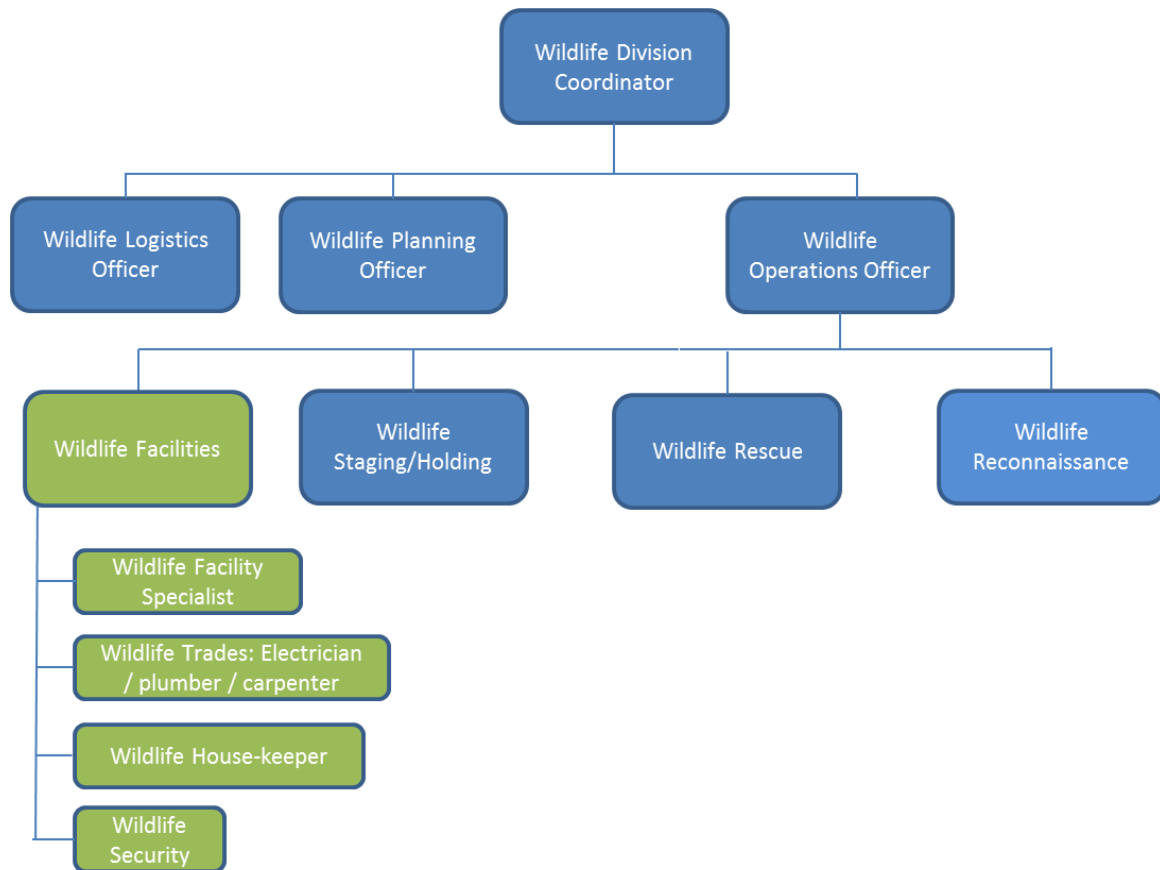 Wildlife Division
Coordinator
Wildlife Logistics
Officer
Wildlife Planning
Officer
Wildlife
Operations Officer
Wildlife Facilities
Wildlife
Staging/Holding
Wildlife Rescue
Wildlife
Reconnaissance
Wildlife Facility
Specialist
Wildlife Trades: Electrician
/ plumber / carpenter
Wildlife House-keeper
Wildlife
Security